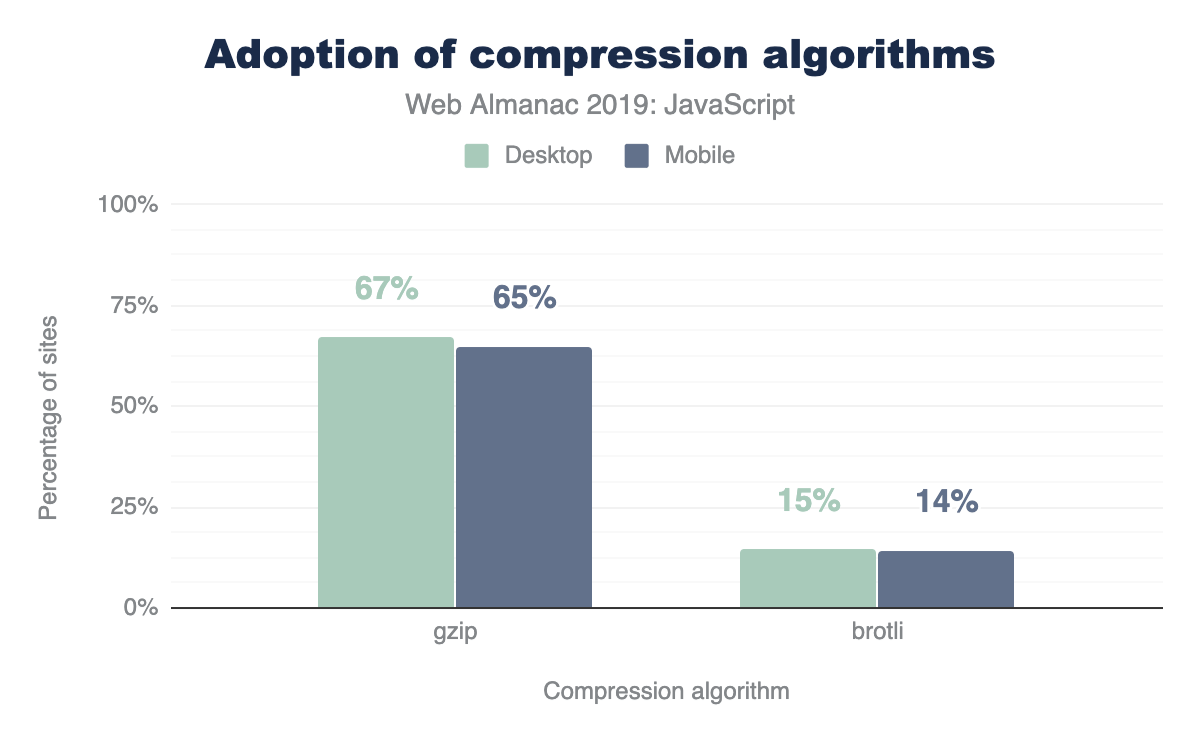 Adoption of compression algorithms
Web Almanac 2019: JavaScript
Desktop Mobile
100%
75%
50%
25%
0%
Percentage of sites
67% 65%
15% 14%
gzip brotli
Compression algorithm